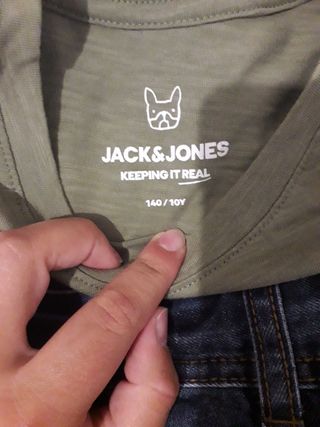 JACK&JONES
KEEPING IT REAL
140 / 10Y